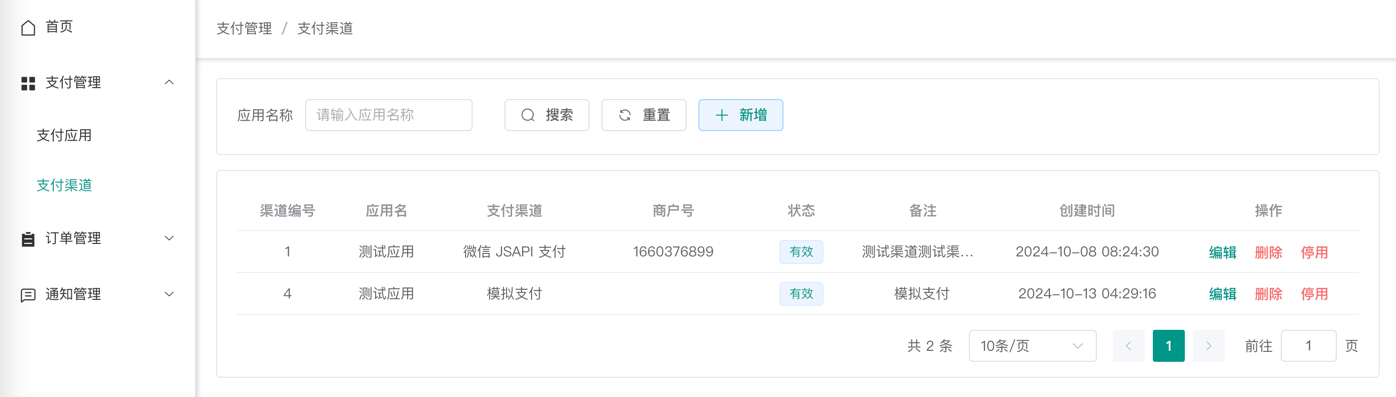 首页
支付管理
支付应用
支付渠道
订单管理
通知管理
支付管理 / 支付渠道
应用名称 请输入应用名称 搜索 重置 新增
渠道编号 应用名 支付渠道 商户号 状态 备注 创建时间 操作
1 测试应用 微信 JSAPI 支付 1660376899 有效 测试渠道测试渠... 2024-10-08 08:24:30 编辑 删除 停用
4 测试应用 模拟支付 有效 模拟支付 2024-10-13 04:29:16 编辑 删除 停用
共 2 条 10条/页 1 前往 1 页